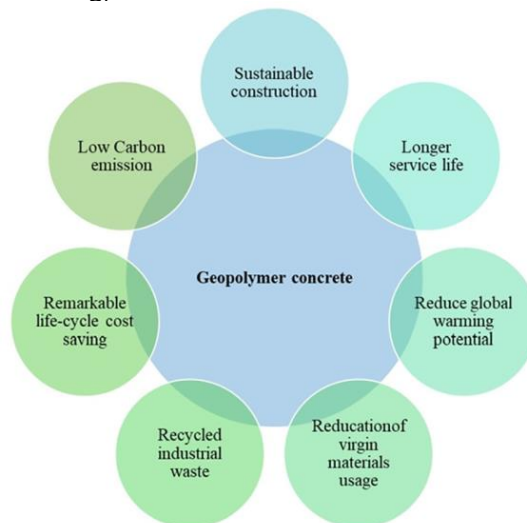 Sustainable
construction
Longer
service life
Reduce global
warming
potential
Reducationof
virgin
materials
usage
Recycled
industrial
waste
Remarkable
life-cycle cost
saving
Low Carbon
emission
Geopolymer concrete